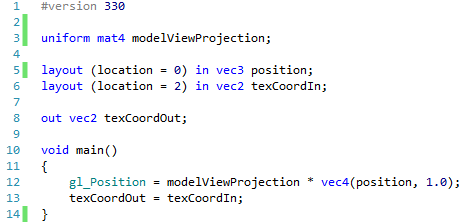 1 #version 330
2
3 uniform mat4 modelViewProjection;
4
5 layout (location = 0) in vec3 position;
6 layout (location = 2) in vec2 texCoordIn;
7
8 out vec2 texCoordOut;
9
10 void main()
11 {
12     gl_Position = modelViewProjection * vec4(position, 1.0);
13     texCoordOut = texCoordIn;
14 }